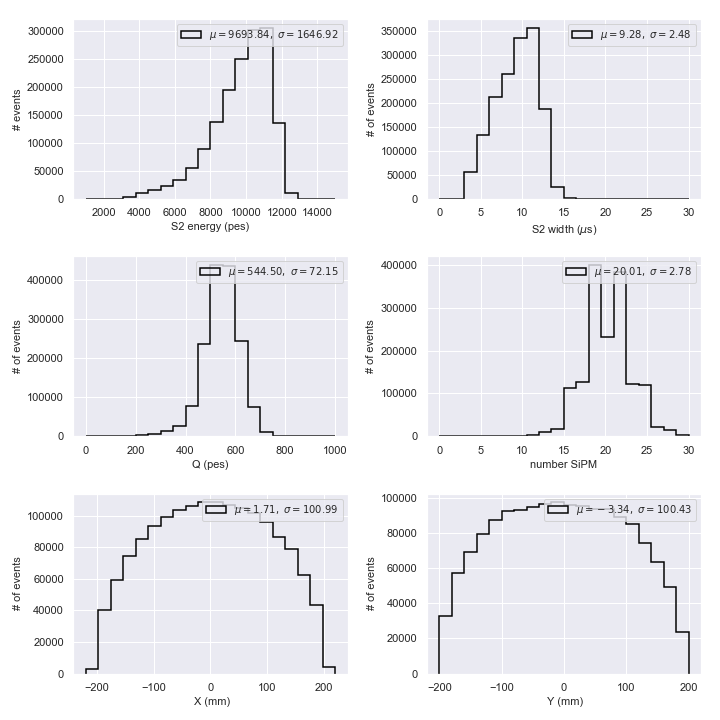 300000
250000
200000
150000
100000
50000
0
# events
μ = 9693.84, σ = 1646.92
2000 4000 6000 8000 10000 12000 14000
S2 energy (pes)
350000
300000
250000
200000
150000
100000
50000
0
# of events
μ = 9.28, σ = 2.48
0 5 10 15 20 25 30
S2 width (μs)
400000
300000
200000
100000
0
# of events
μ = 544.50, σ = 72.15
0 200 400 600 800 1000
Q (pes)
400000
300000
200000
100000
0
# of events
μ = 20.01, σ = 2.78
0 5 10 15 20 25 30
number SiPM
100000
80000
60000
40000
20000
0
# of events
μ = 1.71, σ = 100.99
−200 −100 0 100 200
X (mm)
100000
80000
60000
40000
20000
0
# of events
μ = −3.34, σ = 100.43
−200 −100 0 100 200
Y (mm)